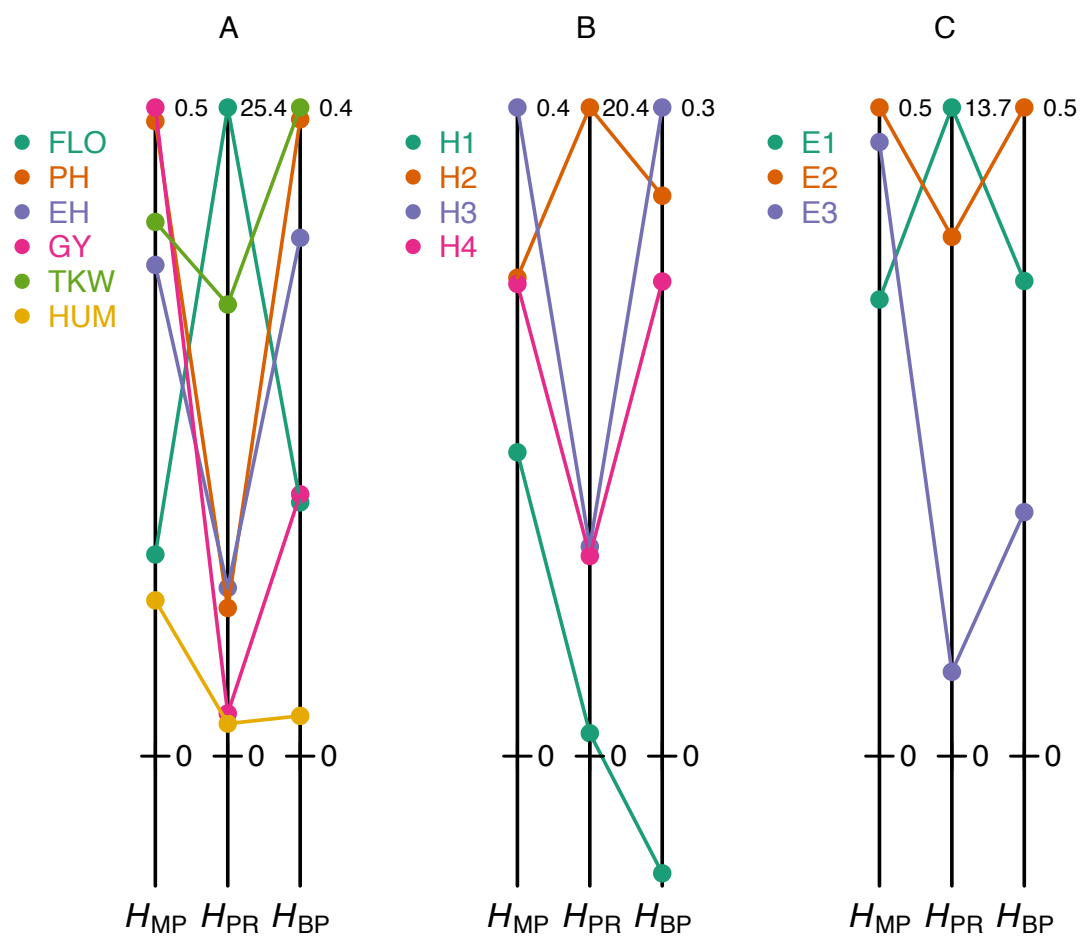 A
B
C
0.5 25.4 0.4
0.4 20.4 0.3
0.5 13.7 0.5
FLO
PH
EH
GY
TKW
HUM
H1
H2
H3
H4
E1
E2
E3
0 0 0
0 0 0
0 0 0
HMP HPR HBP
HMP HPR HBP
HMP HPR HBP